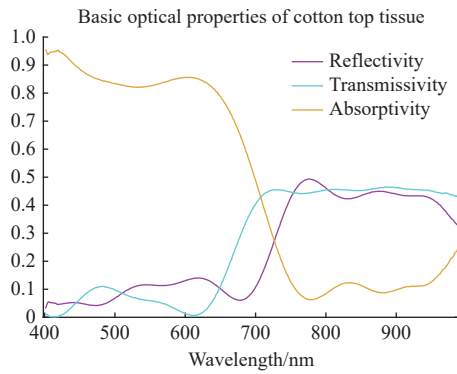 Basic optical properties of cotton top tissue
1.0
0.9
0.8
0.7
0.6
0.5
0.4
0.3
0.2
0.1
0
Reflectivity
Transmissivity
Absorptivity
400 500 600 700 800 900
Wavelength/nm